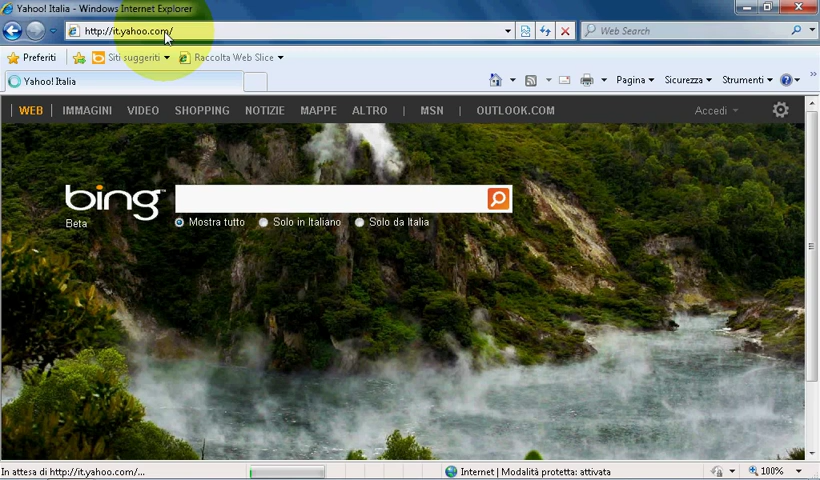 Yahoo! Italia - Windows Internet Explorer
http://it.yahoo.com/
Web Search
Preferiti Siti suggeriti Raccolta Web Slice
Yahoo! Italia Pagina Sicurezza Strumenti »
WEB IMMAGINI VIDEO SHOPPING NOTIZIE MAPPE ALTRO | MSN | OUTLOOK.COM Accedi
bing™
Beta
Mostra tutto Solo in Italiano Solo da Italia
In attesa di http://it.yahoo.com/... Internet | Modalità protetta: attivata 100%